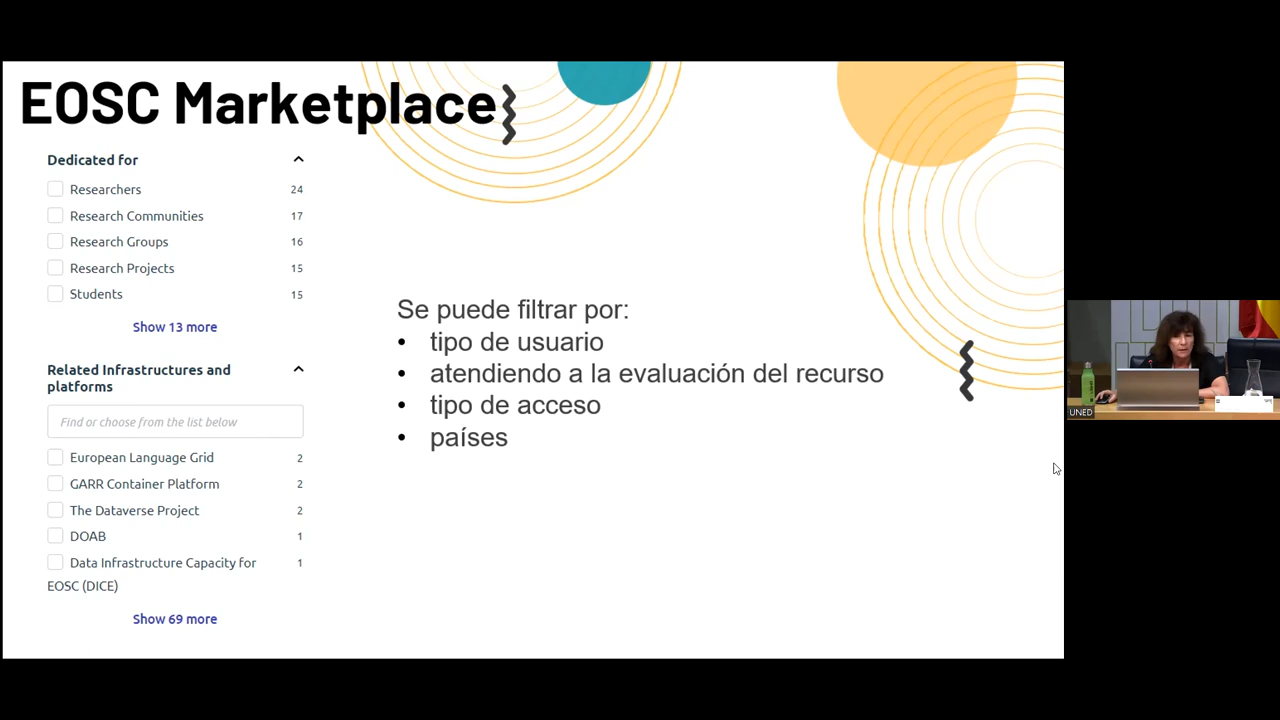 EOSC Marketplace
Dedicated for
Researchers 24
Research Communities 17
Research Groups 16
Research Projects 15
Students 15
Show 13 more
Related Infrastructures and
platforms
Find or choose from the list below
European Language Grid 2
GARR Container Platform 2
The Dataverse Project 2
DOAB 1
Data Infrastructure Capacity for 1
EOSC (DICE)
Show 69 more
Se puede filtrar por:
• tipo de usuario
• atendiendo a la evaluación del recurso
• tipo de acceso
• países
UNED